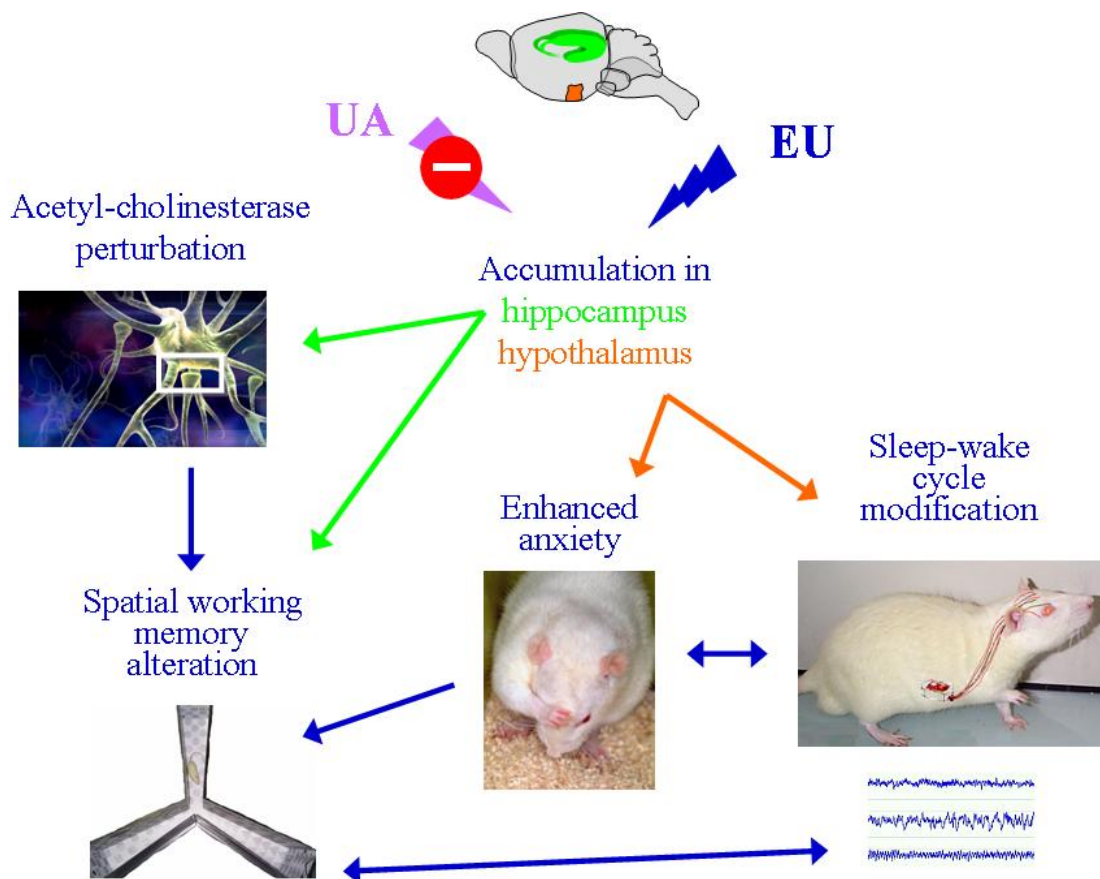 UA
EU
Acetyl-cholinesterase
perturbation
Accumulation in
hippocampus
hypothalamus
Sleep-wake
cycle
modification
Enhanced
anxiety
Spatial working
memory
alteration